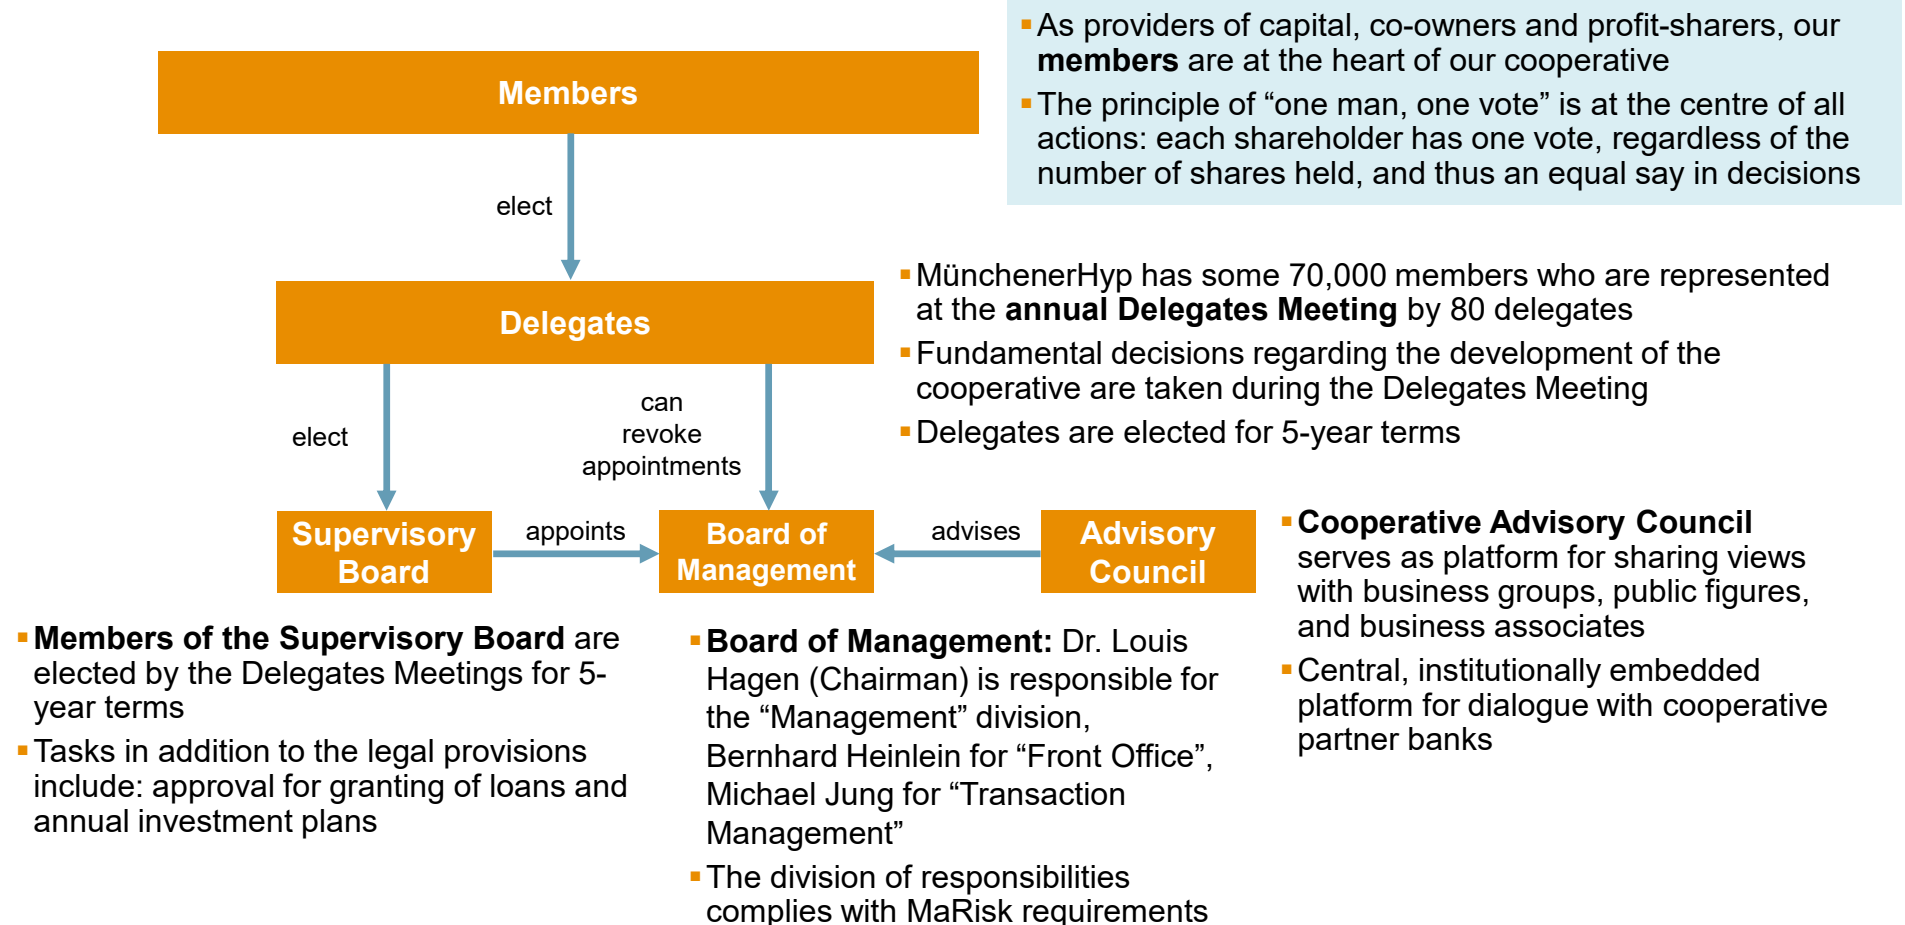 As providers of capital, co-owners and profit-sharers, our
members are at the heart of our cooperative
The principle of “one man, one vote” is at the centre of all
actions: each shareholder has one vote, regardless of the
number of shares held, and thus an equal say in decisions
Members
elect
Delegates
MünchenerHyp has some 70,000 members who are represented
at the annual Delegates Meeting by 80 delegates
Fundamental decisions regarding the development of the
cooperative are taken during the Delegates Meeting
Delegates are elected for 5-year terms
elect
can
revoke
appointments
Supervisory
Board
appoints
Board of
Management
advises
Advisory
Council
Cooperative Advisory Council
serves as platform for sharing views
with business groups, public figures,
and business associates
Central, institutionally embedded
platform for dialogue with cooperative
partner banks
Members of the Supervisory Board are
elected by the Delegates Meetings for 5-
year terms
Tasks in addition to the legal provisions
include: approval for granting of loans and
annual investment plans
Board of Management: Dr. Louis
Hagen (Chairman) is responsible for
the “Management” division,
Bernhard Heinlein for “Front Office”,
Michael Jung for “Transaction
Management”
The division of responsibilities
complies with MaRisk requirements